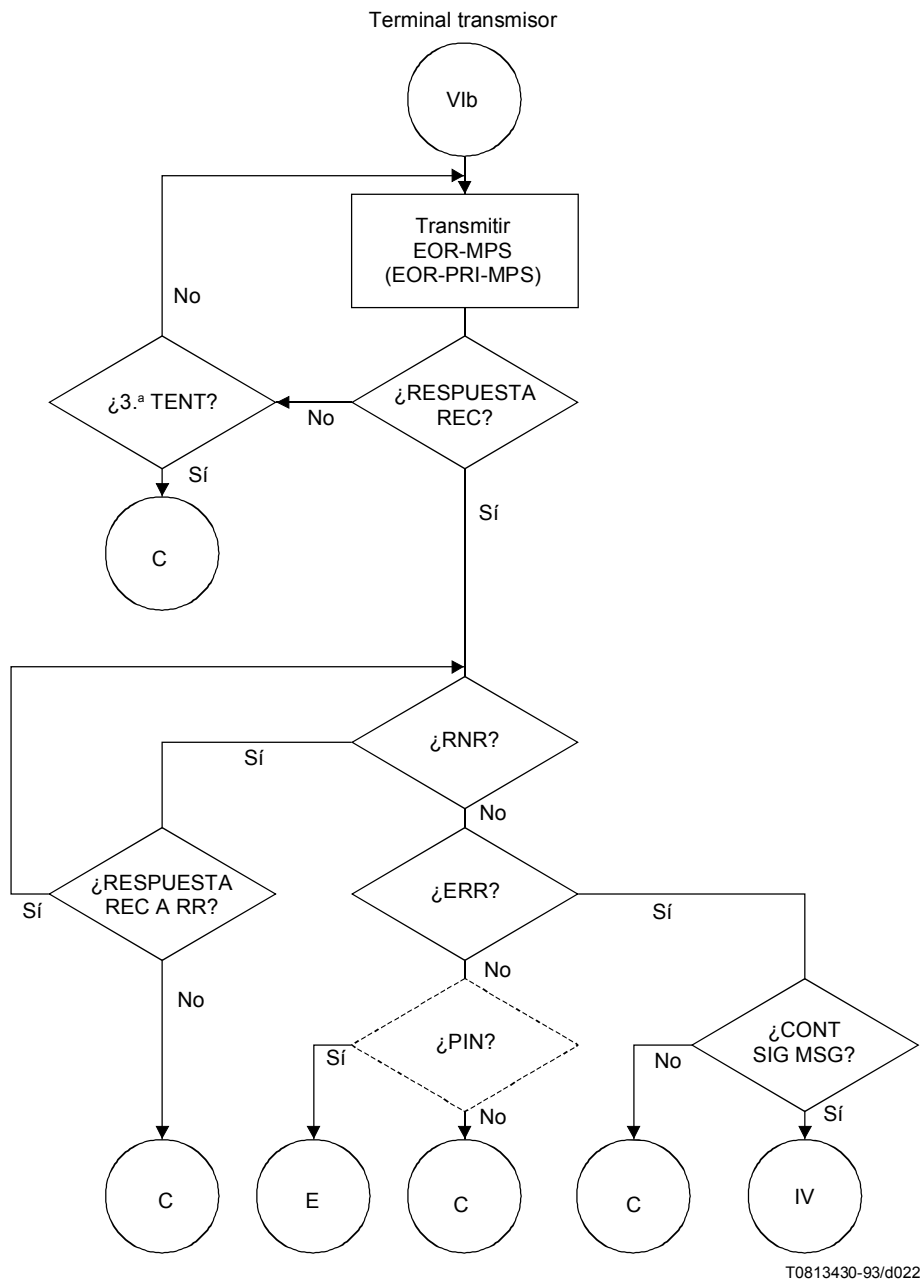 Terminal transmisor
VIb
Transmitir
EOR-MPS
(EOR-PRI-MPS)
No
¿3.ª TENT?
No
¿RESPUESTA
REC?
Sí
Sí
C
¿RNR?
Sí
No
¿RESPUESTA
REC A RR?
Sí
¿ERR?
Sí
No
No
¿PIN?
Sí
No
¿CONT
SIG MSG?
No
Sí
C
E
C
C
IV
T0813430-93/d022